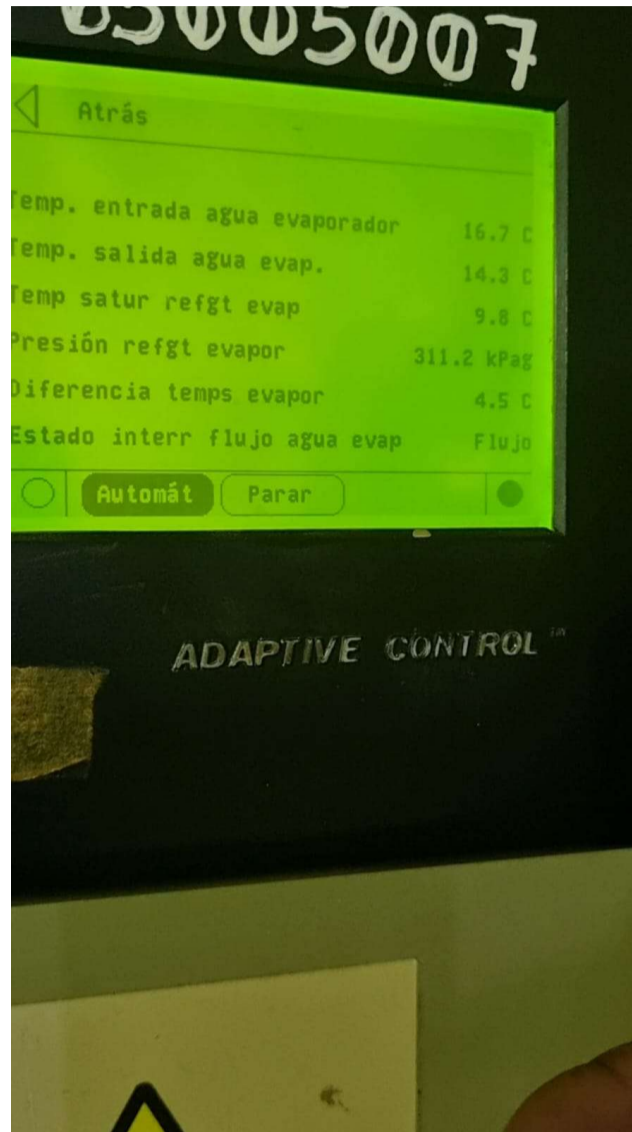 03005007
Atrás
Temp. entrada agua evaporador 16.7 C
Temp. salida agua evap. 14.3 C
Temp satur refgt evap 9.8 C
Presión refgt evapor 311.2 kPag
Diferencia temps evapor 4.5 C
Estado interr flujo agua evap Flujo
Automát Parar
ADAPTIVE CONTROL™